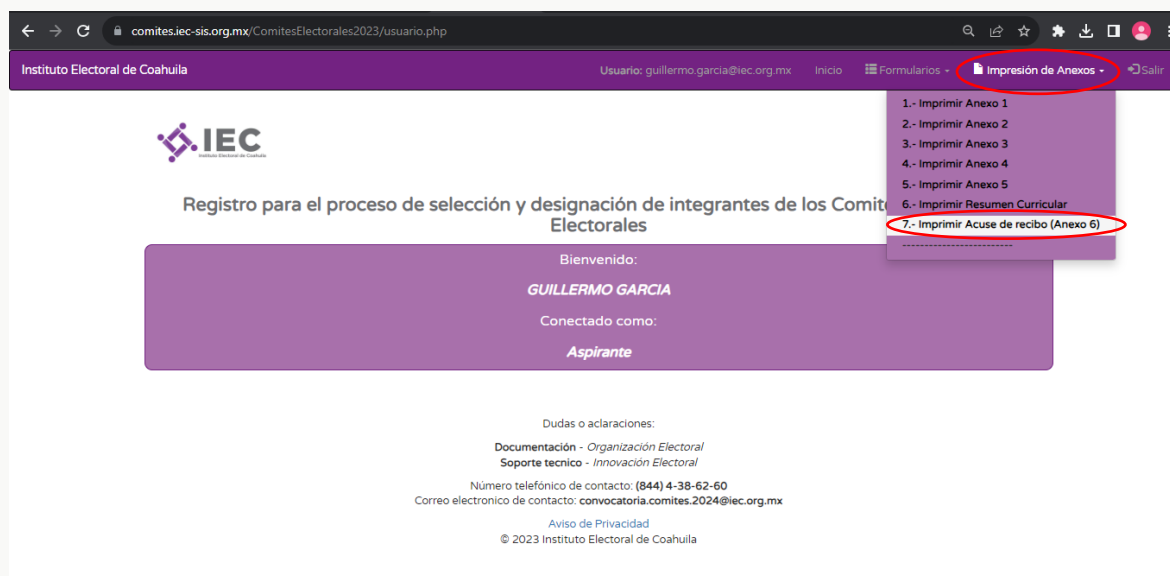 comites.iec-sis.org.mx/ComitesElectorales2023/usuario.php
Instituto Electoral de Coahuila
Usuario: guillermo.garcia@iec.org.mx Inicio Formularios Impresión de Anexos Salir
1.- Imprimir Anexo 1
2.- Imprimir Anexo 2
3.- Imprimir Anexo 3
4.- Imprimir Anexo 4
5.- Imprimir Anexo 5
6.- Imprimir Resumen Curricular
7.- Imprimir Acuse de recibo (Anexo 6)
-------------------------
IEC
Instituto Electoral de Coahuila
Registro para el proceso de selección y designación de integrantes de los Comit
Electorales
Bienvenido:
GUILLERMO GARCIA
Conectado como:
Aspirante
Dudas o aclaraciones:
Documentación - Organización Electoral
Soporte tecnico - Innovación Electoral
Número telefónico de contacto: (844) 4-38-62-60
Correo electronico de contacto: convocatoria.comites.2024@iec.org.mx
Aviso de Privacidad
© 2023 Instituto Electoral de Coahuila